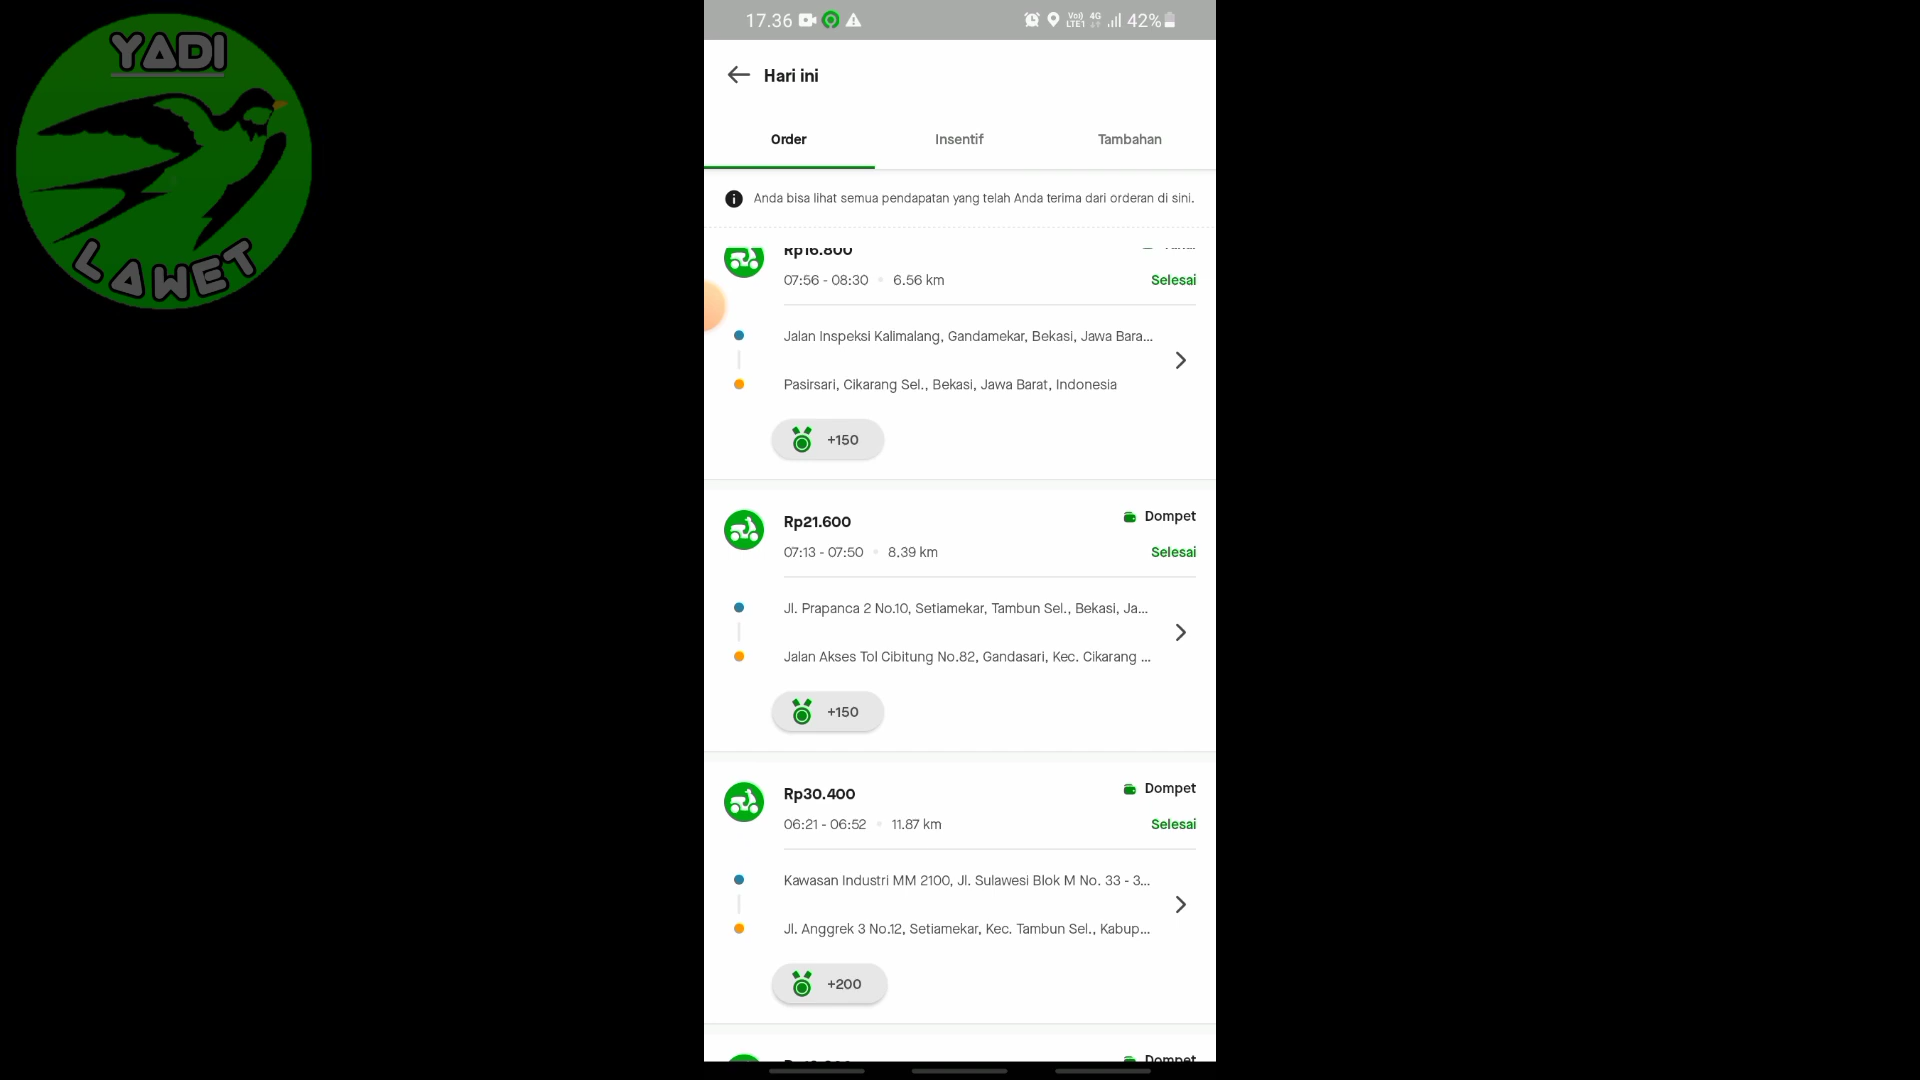 YADI
LAWET
17.36
42%
Hari ini
Order
Insentif
Tambahan
Anda bisa lihat semua pendapatan yang telah Anda terima dari orderan di sini.
Rp16.800
07:56 - 08:30 • 6.56 km
Selesai
Jalan Inspeksi Kalimalang, Gandamekar, Bekasi, Jawa Bara...
Pasirsari, Cikarang Sel., Bekasi, Jawa Barat, Indonesia
+150
Rp21.600
Dompet
07:13 - 07:50 • 8.39 km
Selesai
Jl. Prapanca 2 No.10, Setiamekar, Tambun Sel., Bekasi, Ja...
Jalan Akses Tol Cibitung No.82, Gandasari, Kec. Cikarang ...
+150
Rp30.400
Dompet
06:21 - 06:52 • 11.87 km
Selesai
Kawasan Industri MM 2100, Jl. Sulawesi Blok M No. 33 - 3...
Jl. Anggrek 3 No.12, Setiamekar, Kec. Tambun Sel., Kabup...
+200
Dompet